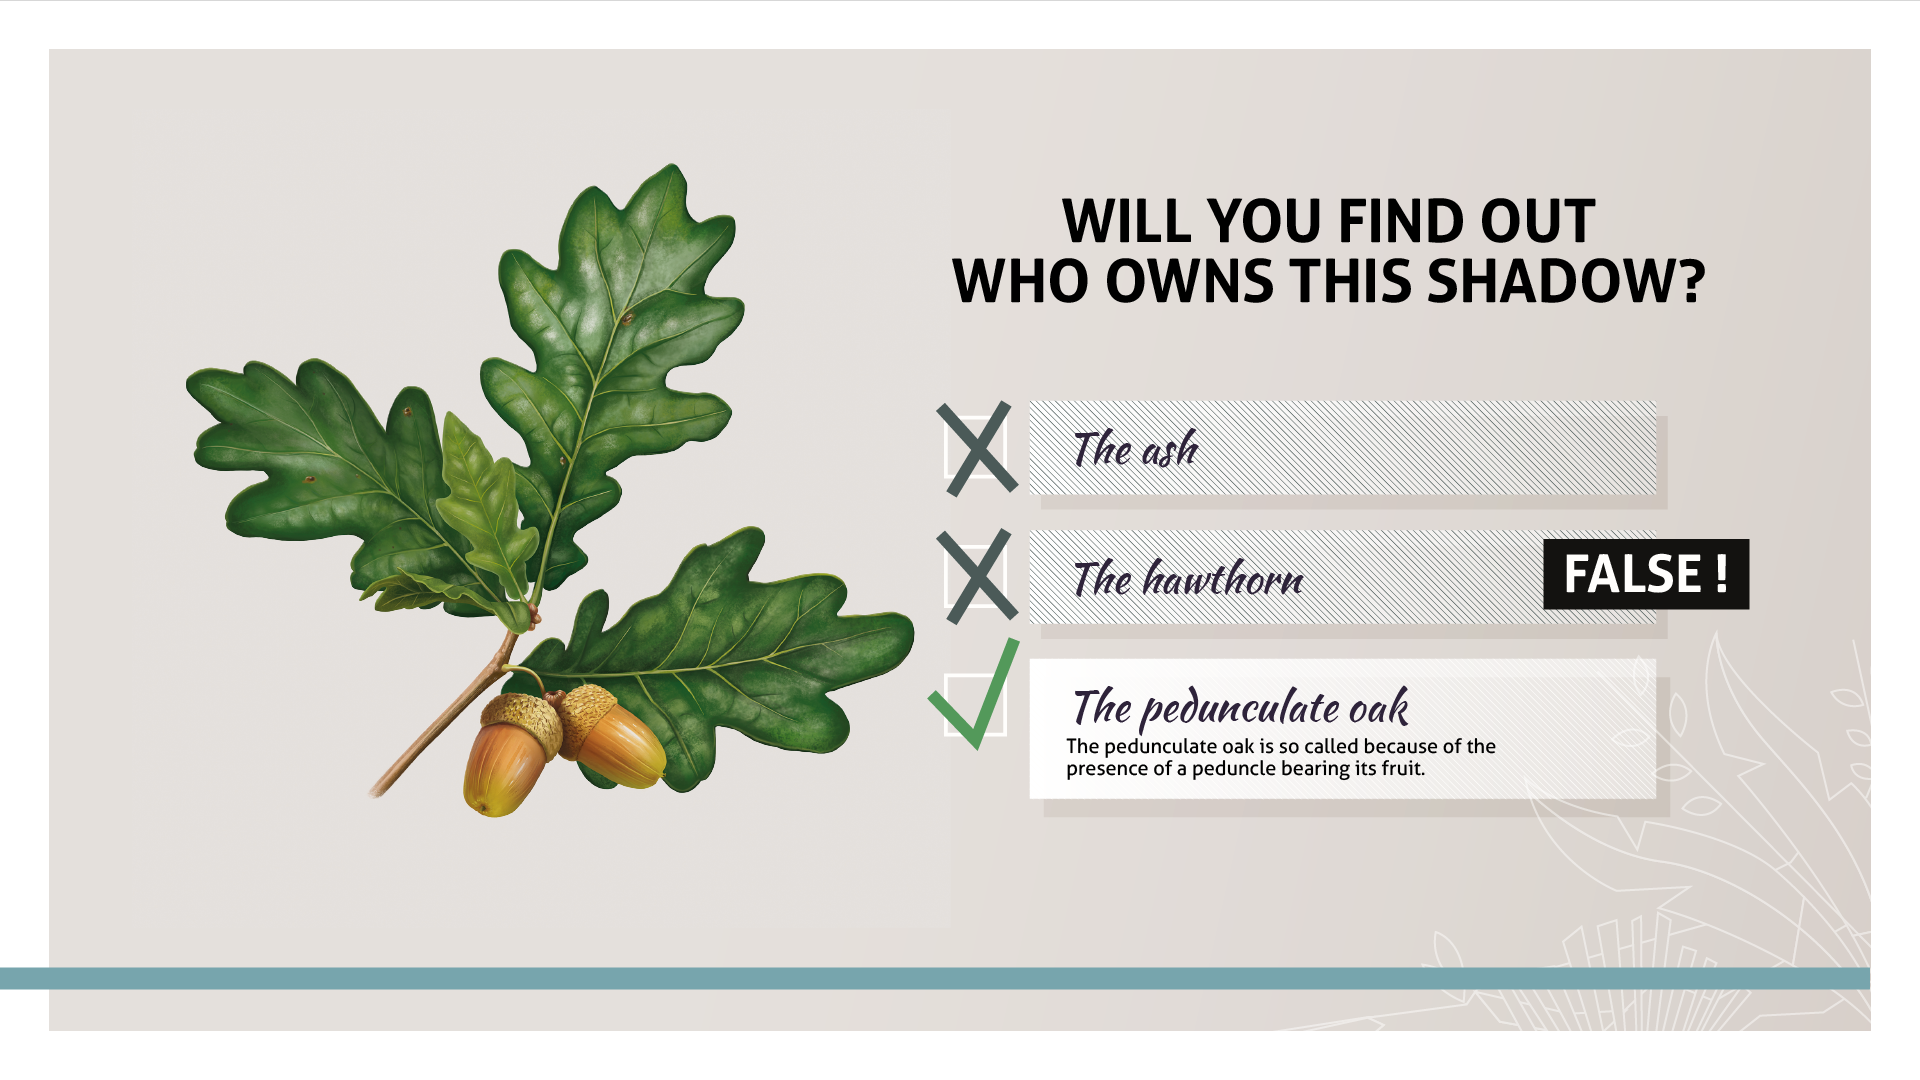 WILL YOU FIND OUT
WHO OWNS THIS SHADOW?
The ash
The hawthorn
FALSE !
The pedunculate oak
The pedunculate oak is so called because of the
presence of a peduncle bearing its fruit.